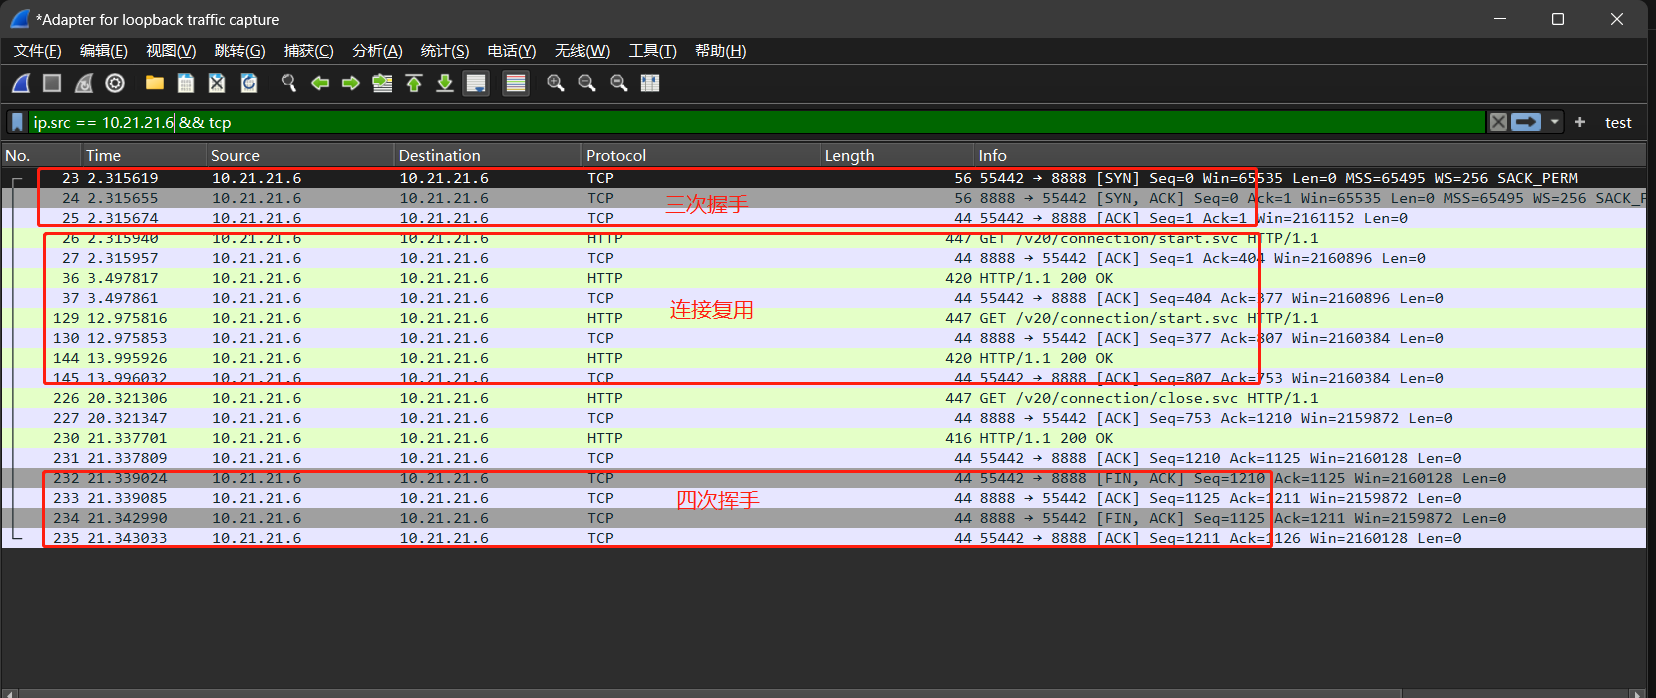 *Adapter for loopback traffic capture
文件(F) 编辑(E) 视图(V) 跳转(G) 捕获(C) 分析(A) 统计(S) 电话(Y) 无线(W) 工具(T) 帮助(H)
ip.src == 10.21.21.6 && tcp + test
No. Time Source Destination Protocol Length Info
23 2.315619 10.21.21.6 10.21.21.6 TCP 56 55442 → 8888 [SYN] Seq=0 Win=65535 Len=0 MSS=65495 WS=256 SACK_PERM
24 2.315655 10.21.21.6 10.21.21.6 TCP 56 8888 → 55442 [SYN, ACK] Seq=0 Ack=1 Win=65535 Len=0 MSS=65495 WS=256 SACK_P
三次握手
25 2.315674 10.21.21.6 10.21.21.6 TCP 44 55442 → 8888 [ACK] Seq=1 Ack=1 Win=2161152 Len=0
26 2.315940 10.21.21.6 10.21.21.6 HTTP 447 GET /v20/connection/start.svc HTTP/1.1
27 2.315957 10.21.21.6 10.21.21.6 TCP 44 8888 → 55442 [ACK] Seq=1 Ack=404 Win=2160896 Len=0
36 3.497817 10.21.21.6 10.21.21.6 HTTP 420 HTTP/1.1 200 OK
37 3.497861 10.21.21.6 10.21.21.6 TCP 44 55442 → 8888 [ACK] Seq=404 Ack=377 Win=2160896 Len=0
连接复用
129 12.975816 10.21.21.6 10.21.21.6 HTTP 447 GET /v20/connection/start.svc HTTP/1.1
130 12.975853 10.21.21.6 10.21.21.6 TCP 44 8888 → 55442 [ACK] Seq=377 Ack=807 Win=2160384 Len=0
144 13.995926 10.21.21.6 10.21.21.6 HTTP 420 HTTP/1.1 200 OK
145 13.996032 10.21.21.6 10.21.21.6 TCP 44 55442 → 8888 [ACK] Seq=807 Ack=753 Win=2160384 Len=0
226 20.321306 10.21.21.6 10.21.21.6 HTTP 447 GET /v20/connection/close.svc HTTP/1.1
227 20.321347 10.21.21.6 10.21.21.6 TCP 44 8888 → 55442 [ACK] Seq=753 Ack=1210 Win=2159872 Len=0
230 21.337701 10.21.21.6 10.21.21.6 HTTP 416 HTTP/1.1 200 OK
231 21.337809 10.21.21.6 10.21.21.6 TCP 44 55442 → 8888 [ACK] Seq=1210 Ack=1125 Win=2160128 Len=0
232 21.339024 10.21.21.6 10.21.21.6 TCP 44 55442 → 8888 [FIN, ACK] Seq=1210 Ack=1125 Win=2160128 Len=0
233 21.339085 10.21.21.6 10.21.21.6 TCP 44 8888 → 55442 [ACK] Seq=1125 Ack=1211 Win=2159872 Len=0
四次挥手
234 21.342990 10.21.21.6 10.21.21.6 TCP 44 8888 → 55442 [FIN, ACK] Seq=1125 Ack=1211 Win=2159872 Len=0
235 21.343033 10.21.21.6 10.21.21.6 TCP 44 55442 → 8888 [ACK] Seq=1211 Ack=1126 Win=2160128 Len=0